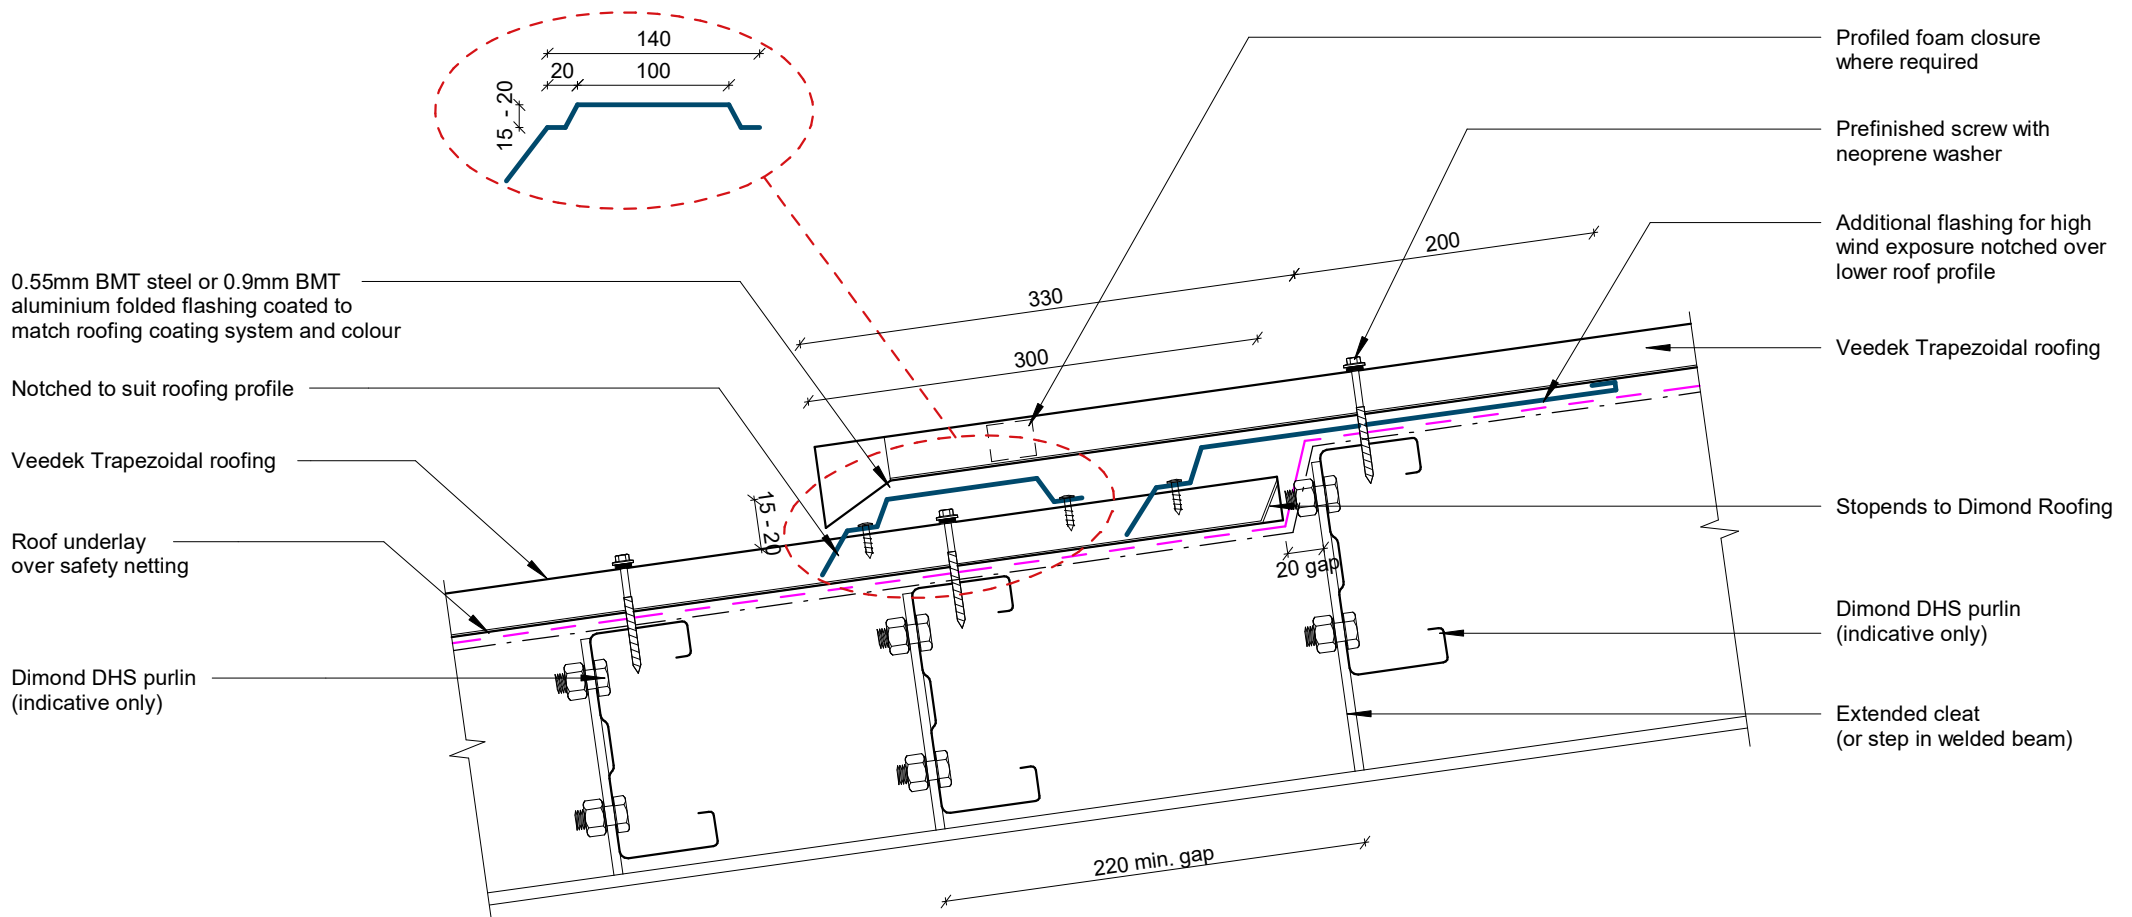 140
20
100
15 - 20
Profiled foam closure
where required
Prefinished screw with
neoprene washer
Additional flashing for high
wind exposure notched over
lower roof profile
200
330
300
0.55mm BMT steel or 0.9mm BMT
aluminium folded flashing coated to
match roofing coating system and colour
Veedek Trapezoidal roofing
Notched to suit roofing profile
Veedek Trapezoidal roofing
15 - 20
Stopends to Dimond Roofing
Roof underlay
over safety netting
20 gap
Dimond DHS purlin
(indicative only)
Dimond DHS purlin
(indicative only)
Extended cleat
(or step in welded beam)
220 min. gap